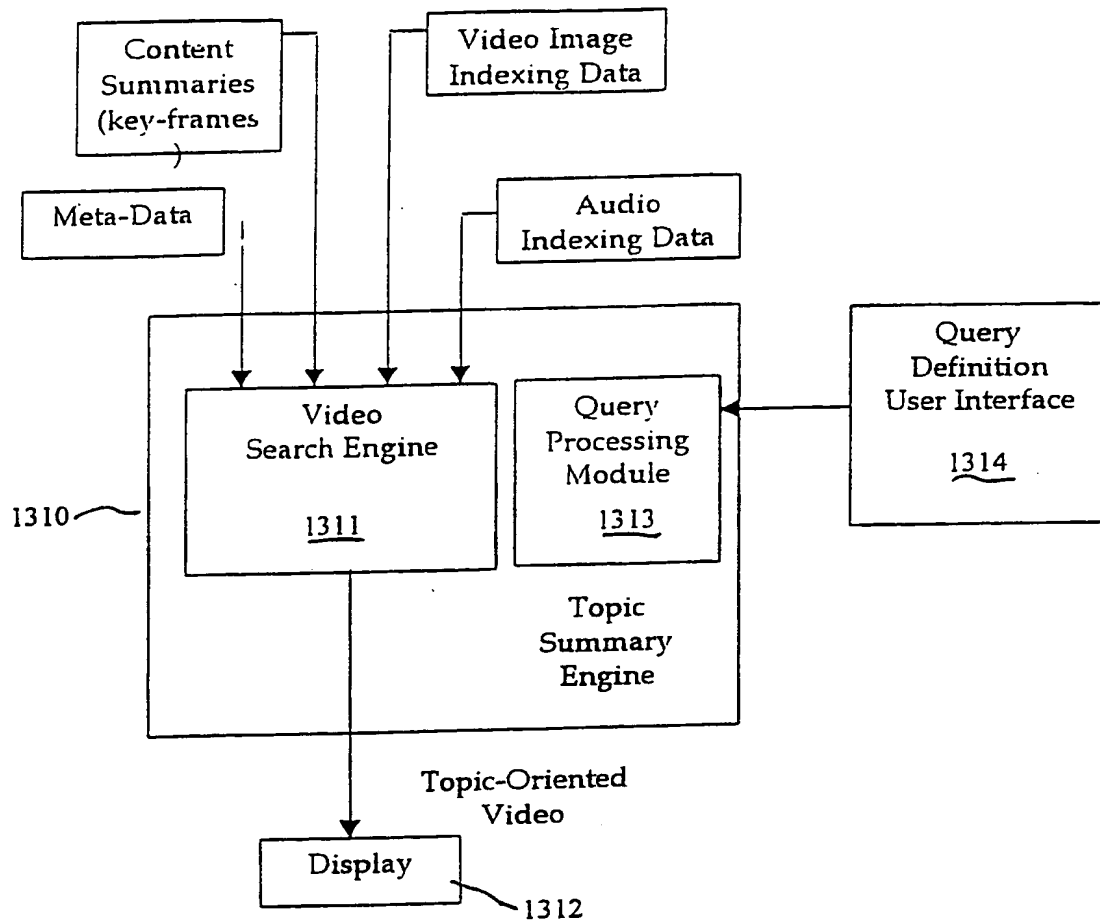 Content
Summaries
(key-frames
)
Video Image
Indexing Data
Meta-Data
Audio
Indexing Data
Video
Search Engine
1311
Query
Processing
Module
1313
Query
Definition
User Interface
1314
1310
Topic
Summary
Engine
Topic-Oriented
Video
Display
1312